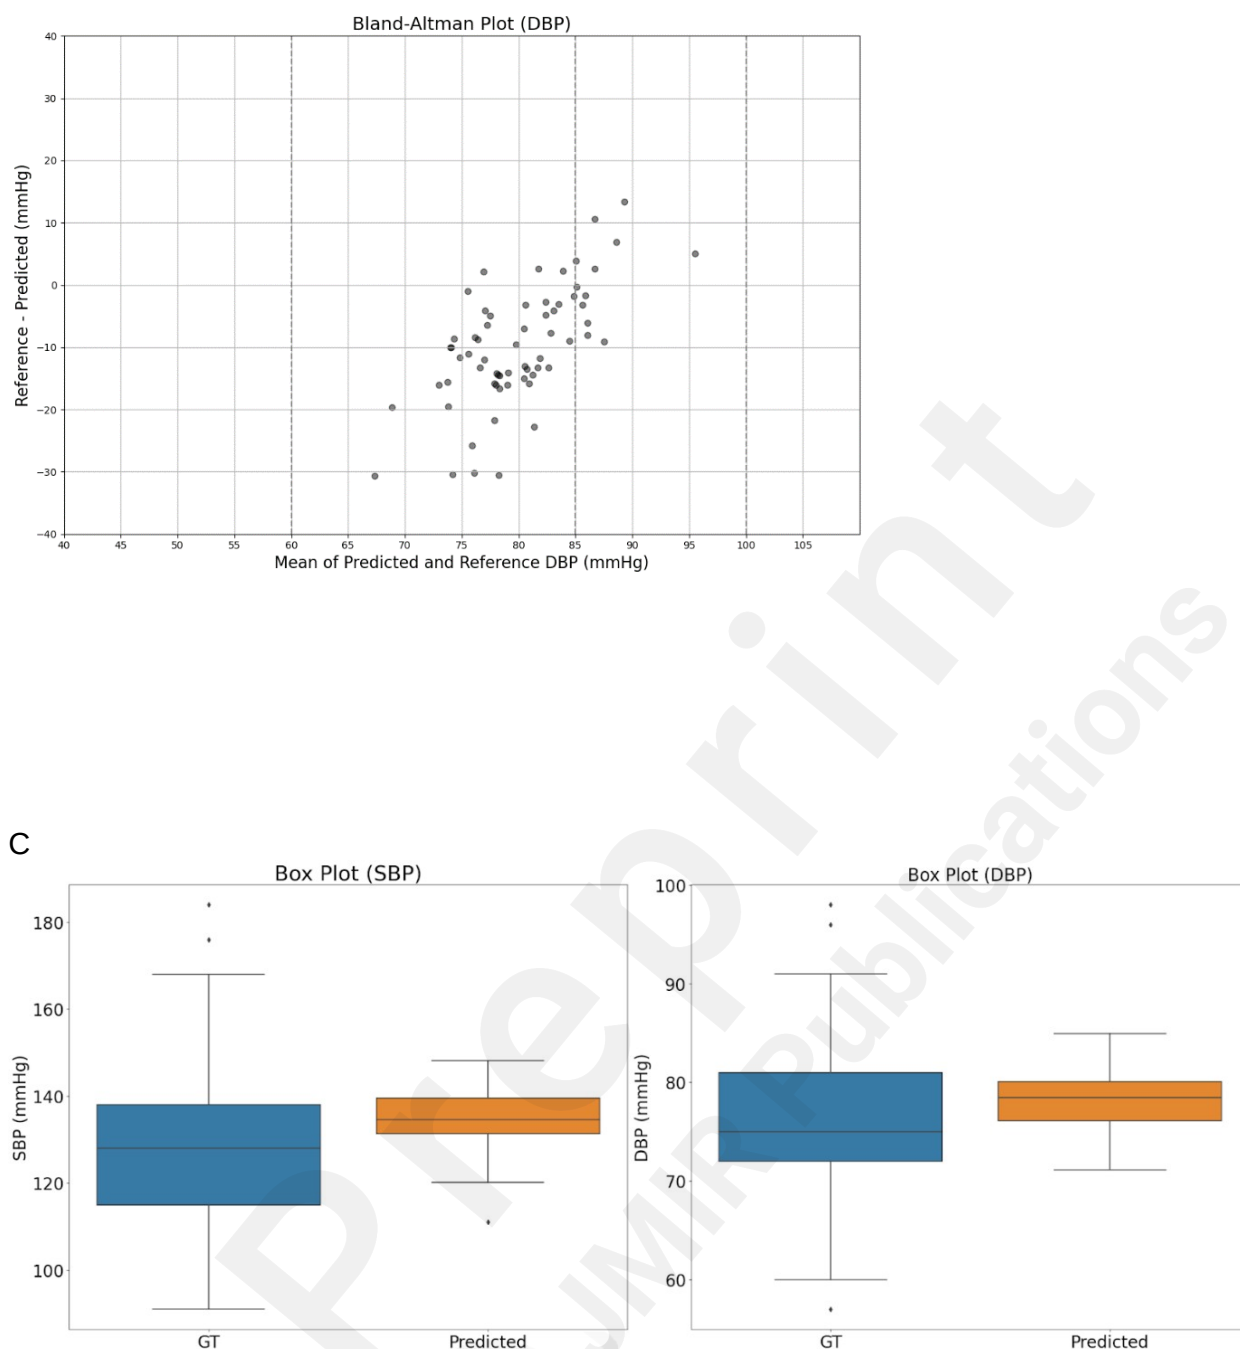 Bland-Altman Plot (DBP)
40
30
20
10
0
−10
−20
−30
−40
Reference - Predicted (mmHg)
40 45 50 55 60 65 70 75 80 85 90 95 100 105
Mean of Predicted and Reference DBP (mmHg)
C
Box Plot (SBP)
180
160
140
120
100
SBP (mmHg)
GT Predicted
Box Plot (DBP)
100
90
80
70
60
DBP (mmHg)
GT Predicted
Preprint
JMIR Publications